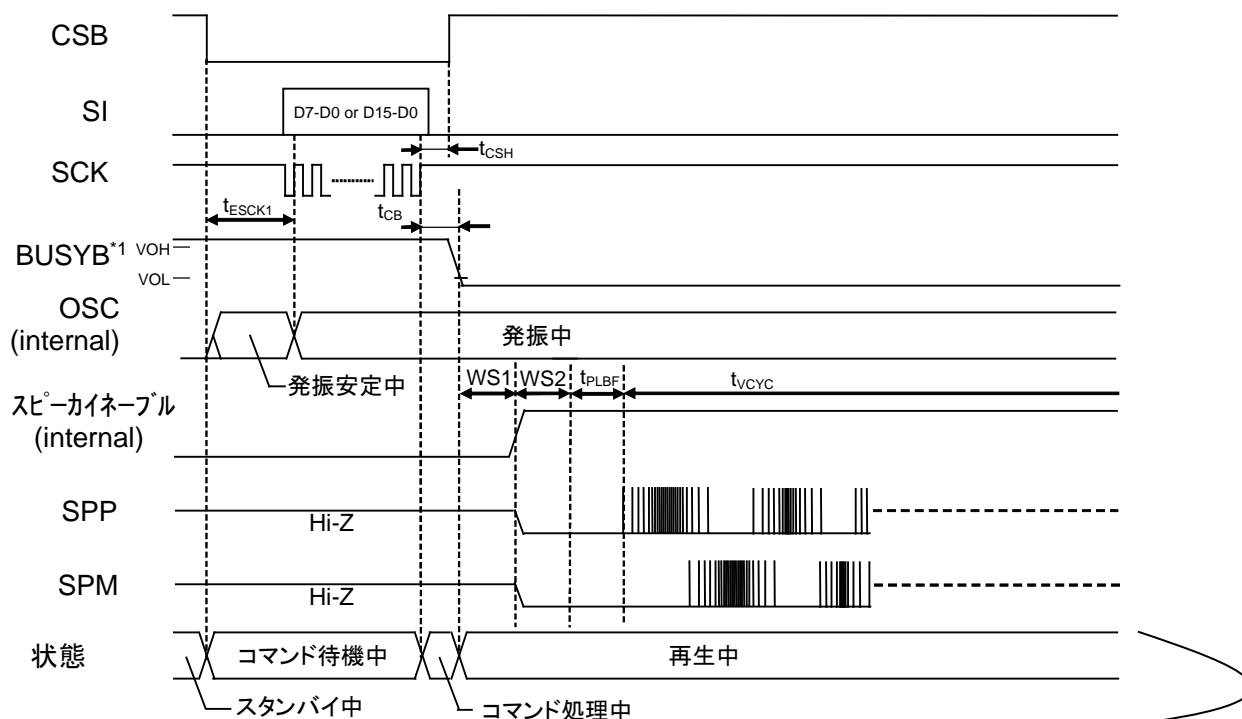 CSB
SI
D7-D0 or D15-D0
tCSH
SCK
tESCK1
tCB
BUSYB*1
VOH
VOL
OSC
(internal)
発振中
発振安定中
WS1
WS2
tPLBF
tVCYC
スピーカイネーブル
(internal)
SPP
Hi-Z
SPM
Hi-Z
状態
コマンド待機中
再生中
スタンバイ中
コマンド処理中